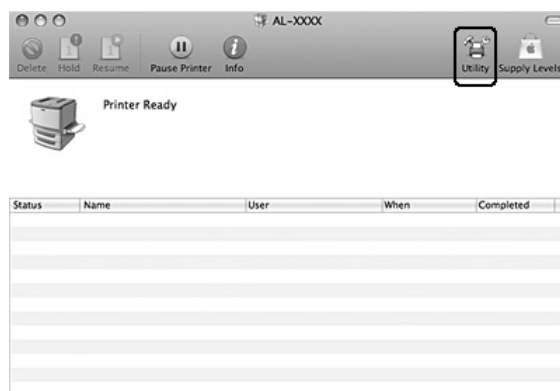 AL-XXXX
Delete Hold Resume Pause Printer Info Utility Supply Levels
Printer Ready
Status Name User When Completed